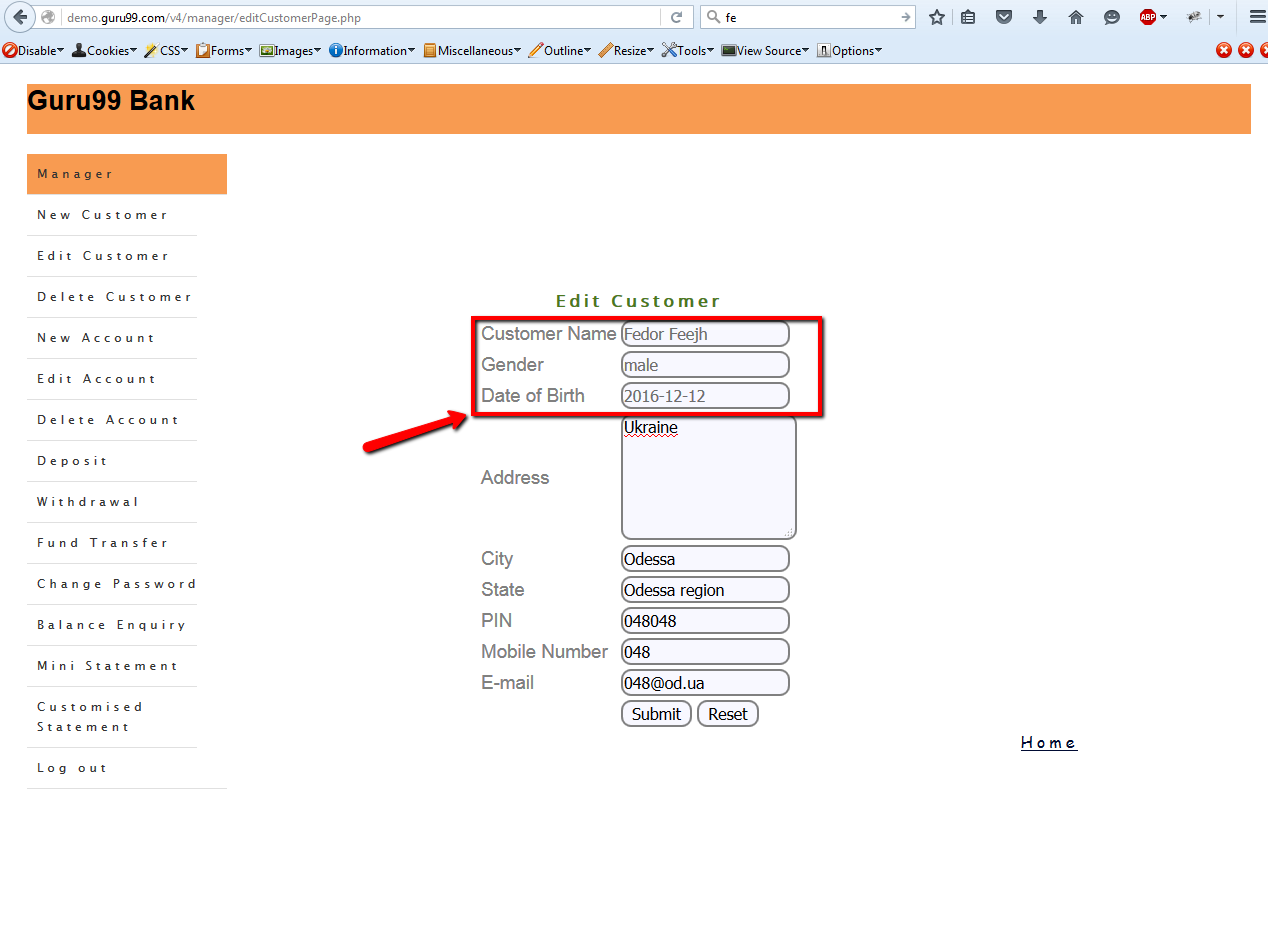 demo.guru99.com/v4/manager/editCustomerPage.php
fe
ABP
Disable Cookies CSS Forms Images Information Miscellaneous Outline Resize Tools View Source Options
Guru99 Bank
Manager
New Customer
Edit Customer
Delete Customer
New Account
Edit Account
Delete Account
Deposit
Withdrawal
Fund Transfer
Change Password
Balance Enquiry
Mini Statement
Customised
Statement
Log out
Edit Customer
Customer Name Fedor Feejh
Gender male
Date of Birth 2016-12-12
Address Ukraine
City Odessa
State Odessa region
PIN 048048
Mobile Number 048
E-mail 048@od.ua
Submit Reset
Home